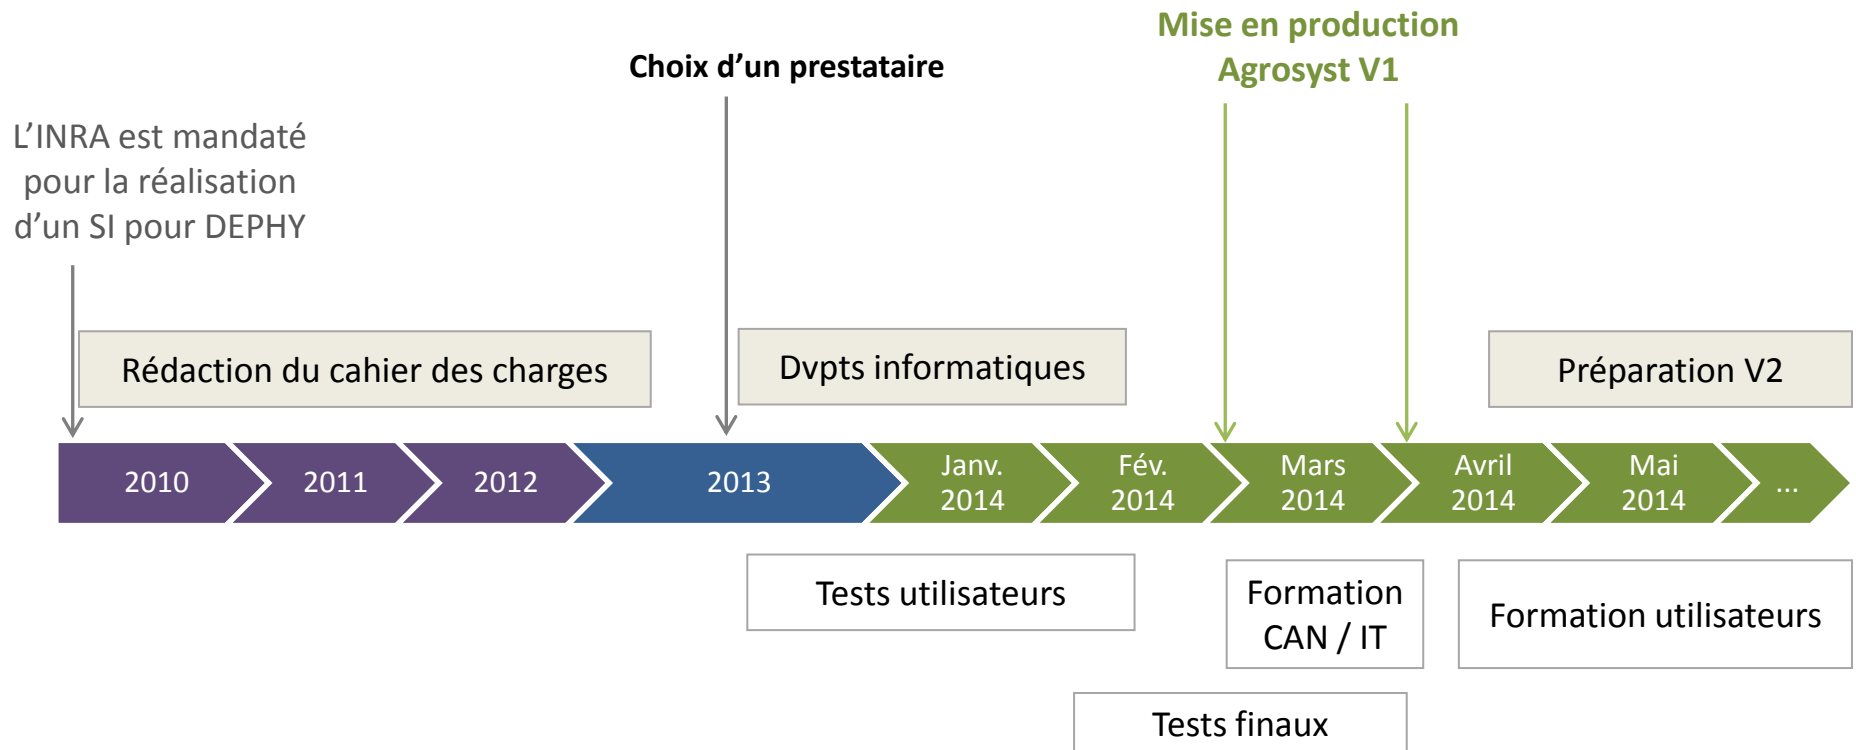 Mise en production
Agrosyst V1
Choix d’un prestataire
L’INRA est mandaté
pour la réalisation
d’un SI pour DEPHY
Rédaction du cahier des charges
Dvpts informatiques
Préparation V2
2010
2011
2012
2013
Janv.
2014
Fév.
2014
Mars
2014
Avril
2014
Mai
2014
...
Tests utilisateurs
Formation
CAN / IT
Formation utilisateurs
Tests finaux